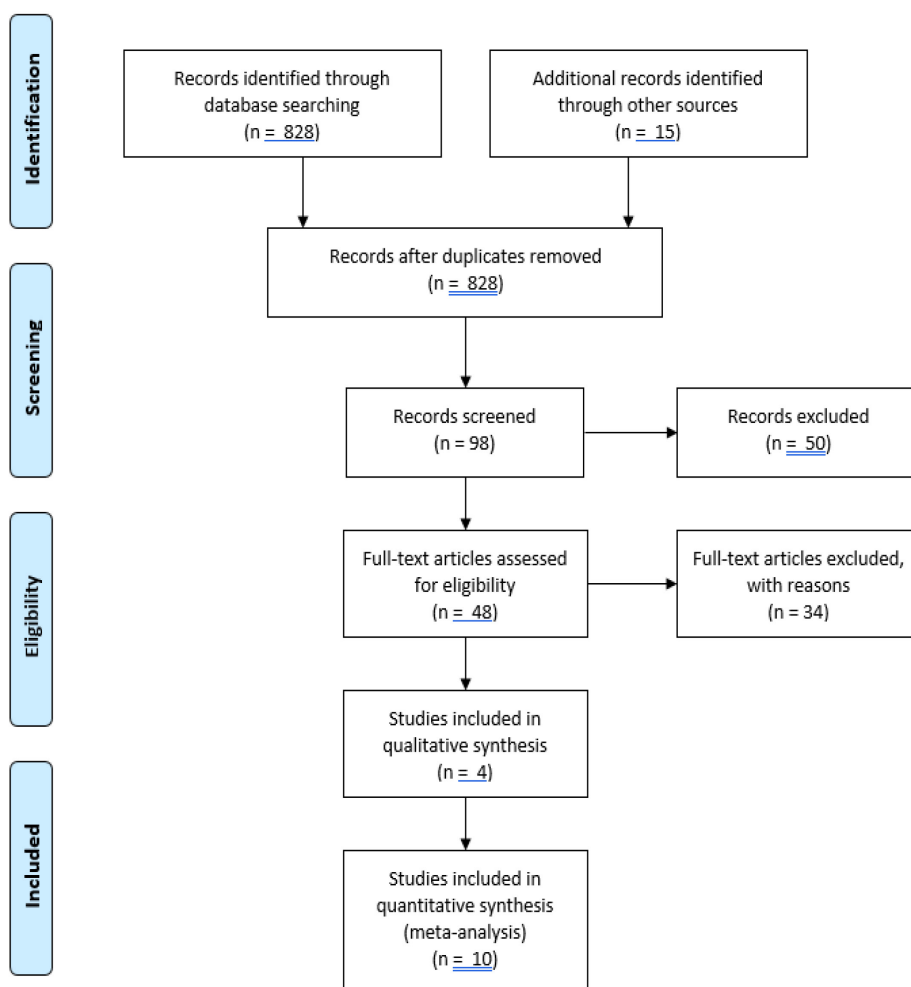 Identification
Records identified through
database searching
(n = 828)
Additional records identified
through other sources
(n = 15)
Records after duplicates removed
(n = 828)
Screening
Records screened
(n = 98)
Records excluded
(n = 50)
Eligibility
Full-text articles assessed
for eligibility
(n = 48)
Full-text articles excluded,
with reasons
(n = 34)
Studies included in
qualitative synthesis
(n = 4)
Included
Studies included in
quantitative synthesis
(meta-analysis)
(n = 10)